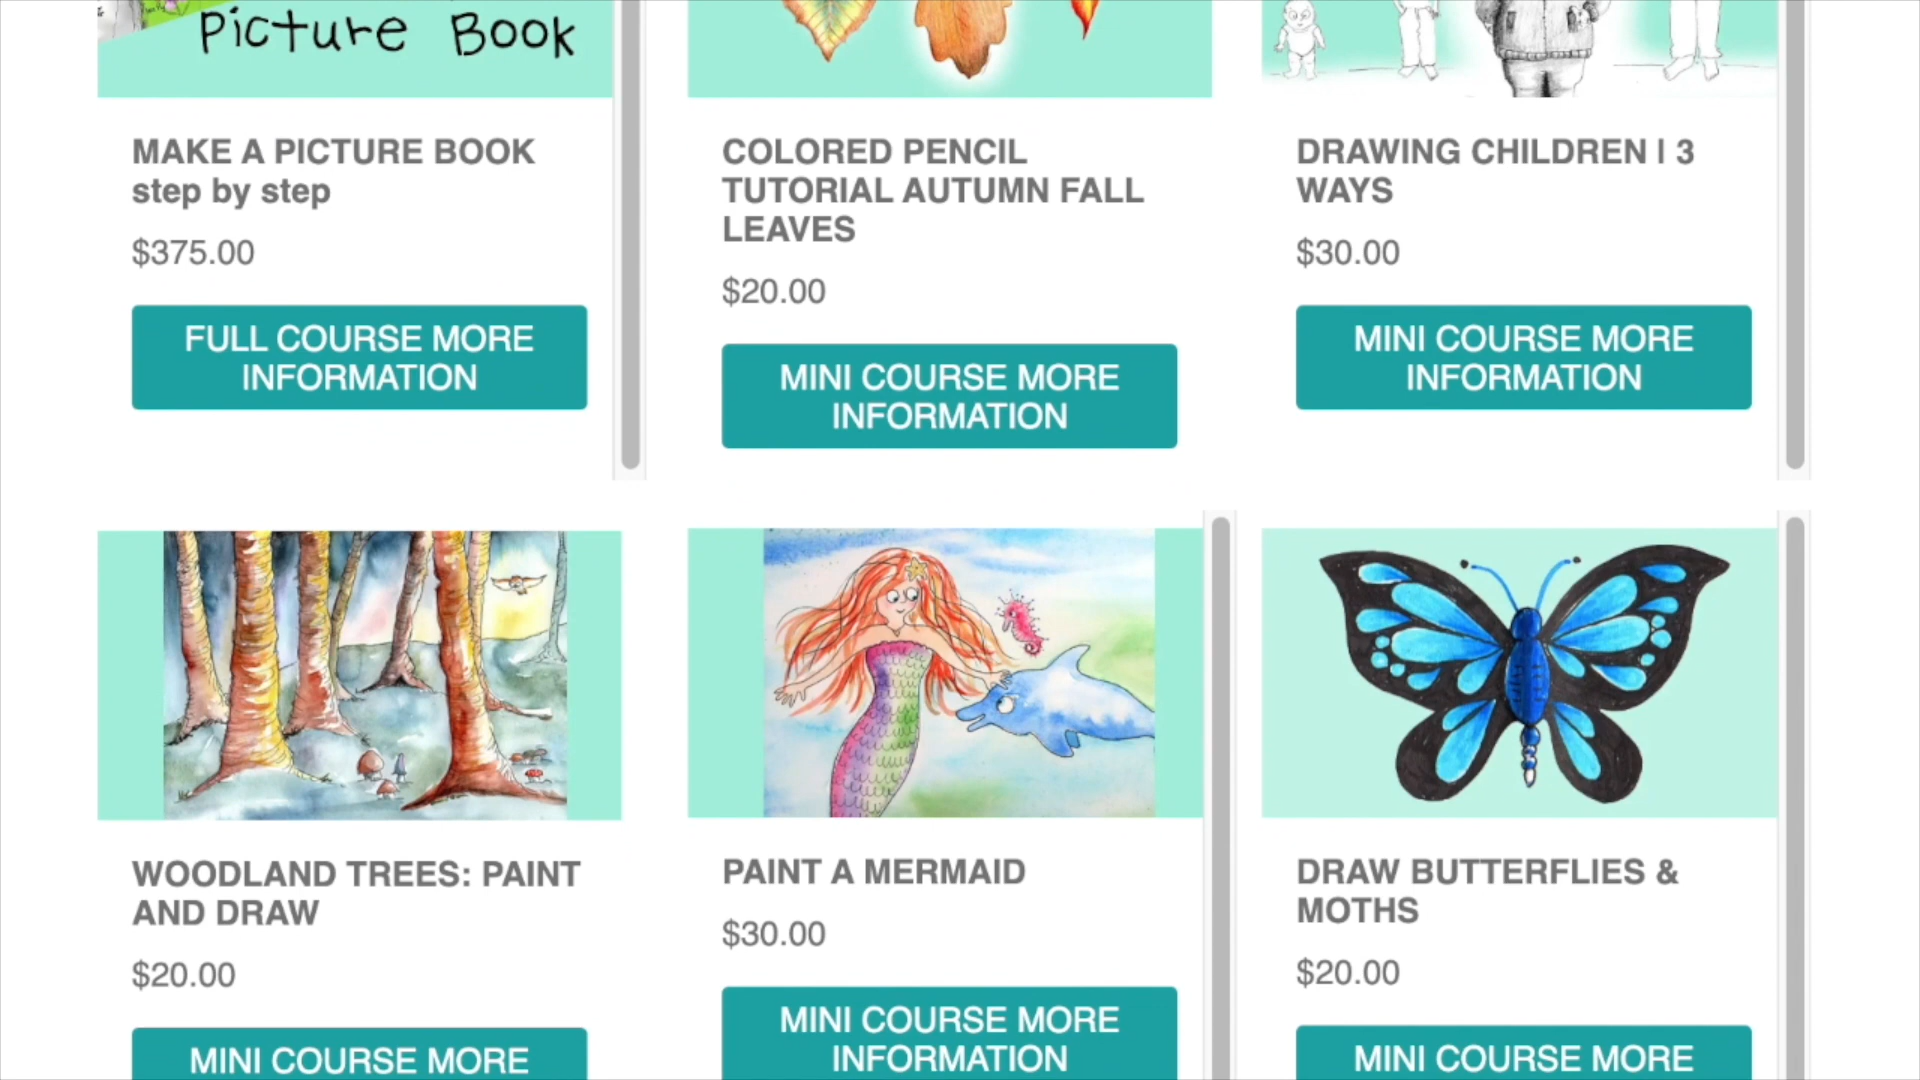 Picture Book
MAKE A PICTURE BOOK
step by step
$375.00
FULL COURSE MORE
INFORMATION
COLORED PENCIL
TUTORIAL AUTUMN FALL
LEAVES
$20.00
MINI COURSE MORE
INFORMATION
DRAWING CHILDREN | 3
WAYS
$30.00
MINI COURSE MORE
INFORMATION
WOODLAND TREES: PAINT
AND DRAW
$20.00
MINI COURSE MORE
PAINT A MERMAID
$30.00
MINI COURSE MORE
INFORMATION
DRAW BUTTERFLIES &
MOTHS
$20.00
MINI COURSE MORE